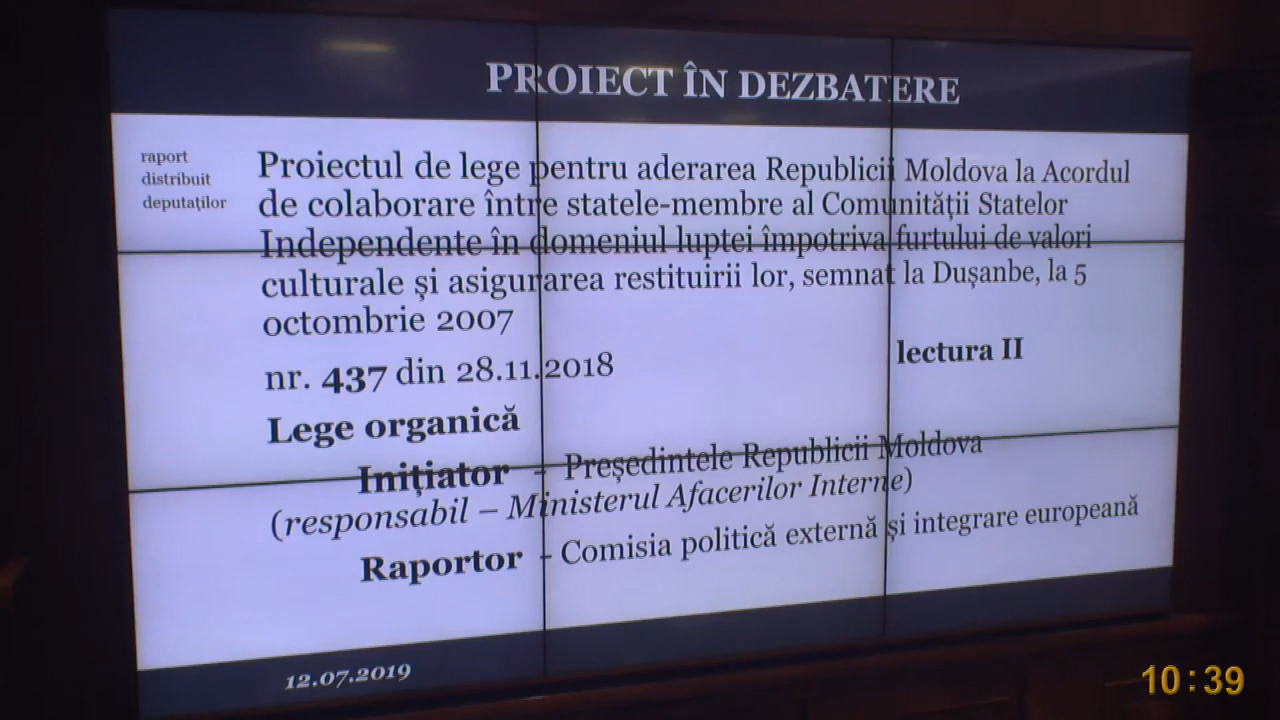 PROIECT ÎN DEZBATERE
raport
distribuit
deputaților
Proiectul de lege pentru aderarea Republicii Moldova la Acordul
de colaborare între statele-membre al Comunității Statelor
Independente în domeniul luptei împotriva furtului de valori
culturale și asigurarea restituirii lor, semnat la Dușanbe, la 5
octombrie 2007
nr. 437 din 28.11.2018
lectura II
Lege organică
Inițiator - Președintele Republicii Moldova
(responsabil – Ministerul Afacerilor Interne)
Raportor - Comisia politică externă și integrare europeană
12.07.2019
10:39